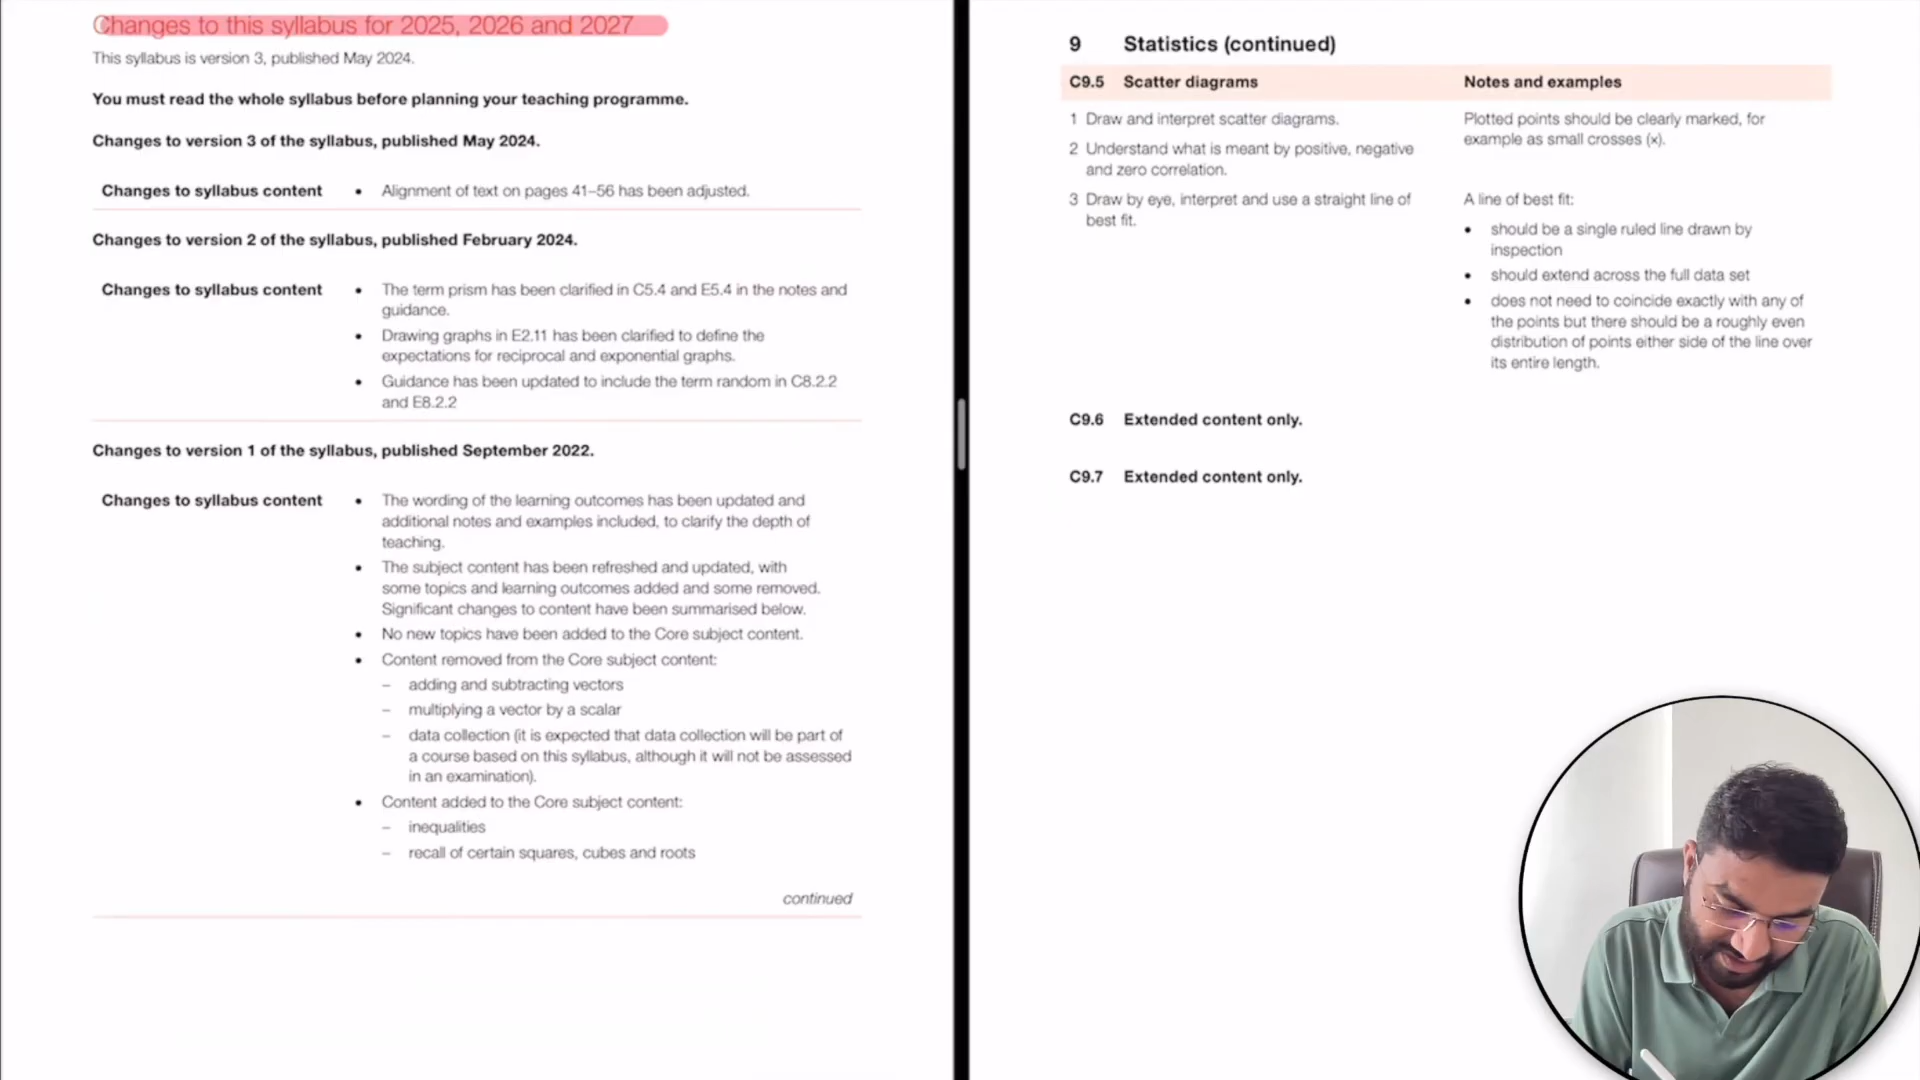 Changes to this syllabus for 2025, 2026 and 2027
This syllabus is version 3, published May 2024.
You must read the whole syllabus before planning your teaching programme.
Changes to version 3 of the syllabus, published May 2024.
Changes to syllabus content
• Alignment of text on pages 41–56 has been adjusted.
Changes to version 2 of the syllabus, published February 2024.
Changes to syllabus content
• The term prism has been clarified in C5.4 and E5.4 in the notes and
guidance.
• Drawing graphs in E2.11 has been clarified to define the
expectations for reciprocal and exponential graphs.
• Guidance has been updated to include the term random in C8.2.2
and E8.2.2
Changes to version 1 of the syllabus, published September 2022.
Changes to syllabus content
• The wording of the learning outcomes has been updated and
additional notes and examples included, to clarify the depth of
teaching.
• The subject content has been refreshed and updated, with
some topics and learning outcomes added and some removed.
Significant changes to content have been summarised below.
• No new topics have been added to the Core subject content.
• Content removed from the Core subject content:
– adding and subtracting vectors
– multiplying a vector by a scalar
– data collection (it is expected that data collection will be part of
a course based on this syllabus, although it will not be assessed
in an examination).
• Content added to the Core subject content:
– inequalities
– recall of certain squares, cubes and roots
continued
9 Statistics (continued)
C9.5 Scatter diagrams
Notes and examples
1 Draw and interpret scatter diagrams.
2 Understand what is meant by positive, negative
and zero correlation.
3 Draw by eye, interpret and use a straight line of
best fit.
Plotted points should be clearly marked, for
example as small crosses (x).
A line of best fit:
• should be a single ruled line drawn by
inspection
• should extend across the full data set
• does not need to coincide exactly with any of
the points but there should be a roughly even
distribution of points either side of the line over
its entire length.
C9.6 Extended content only.
C9.7 Extended content only.